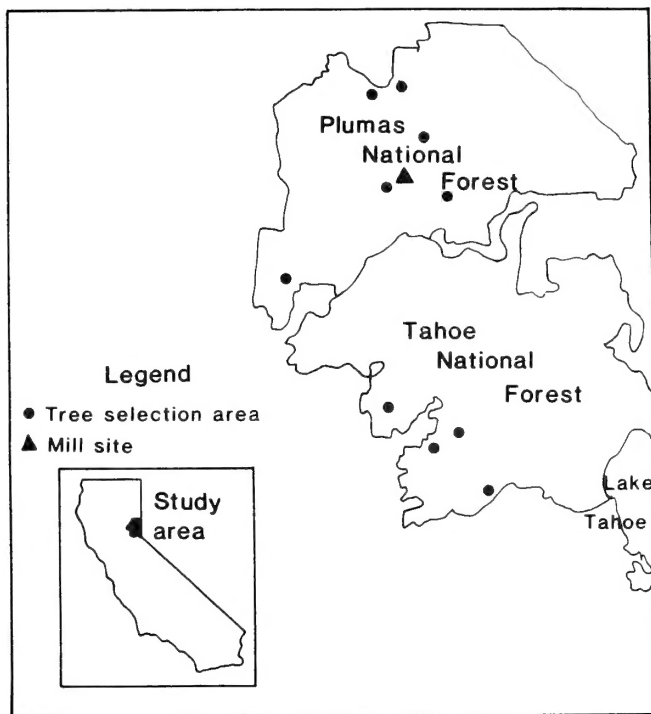 Plumas
National
Forest
Tahoe
National
Forest
Legend
Tree selection area
Mill site
Study
area
Lake
Tahoe